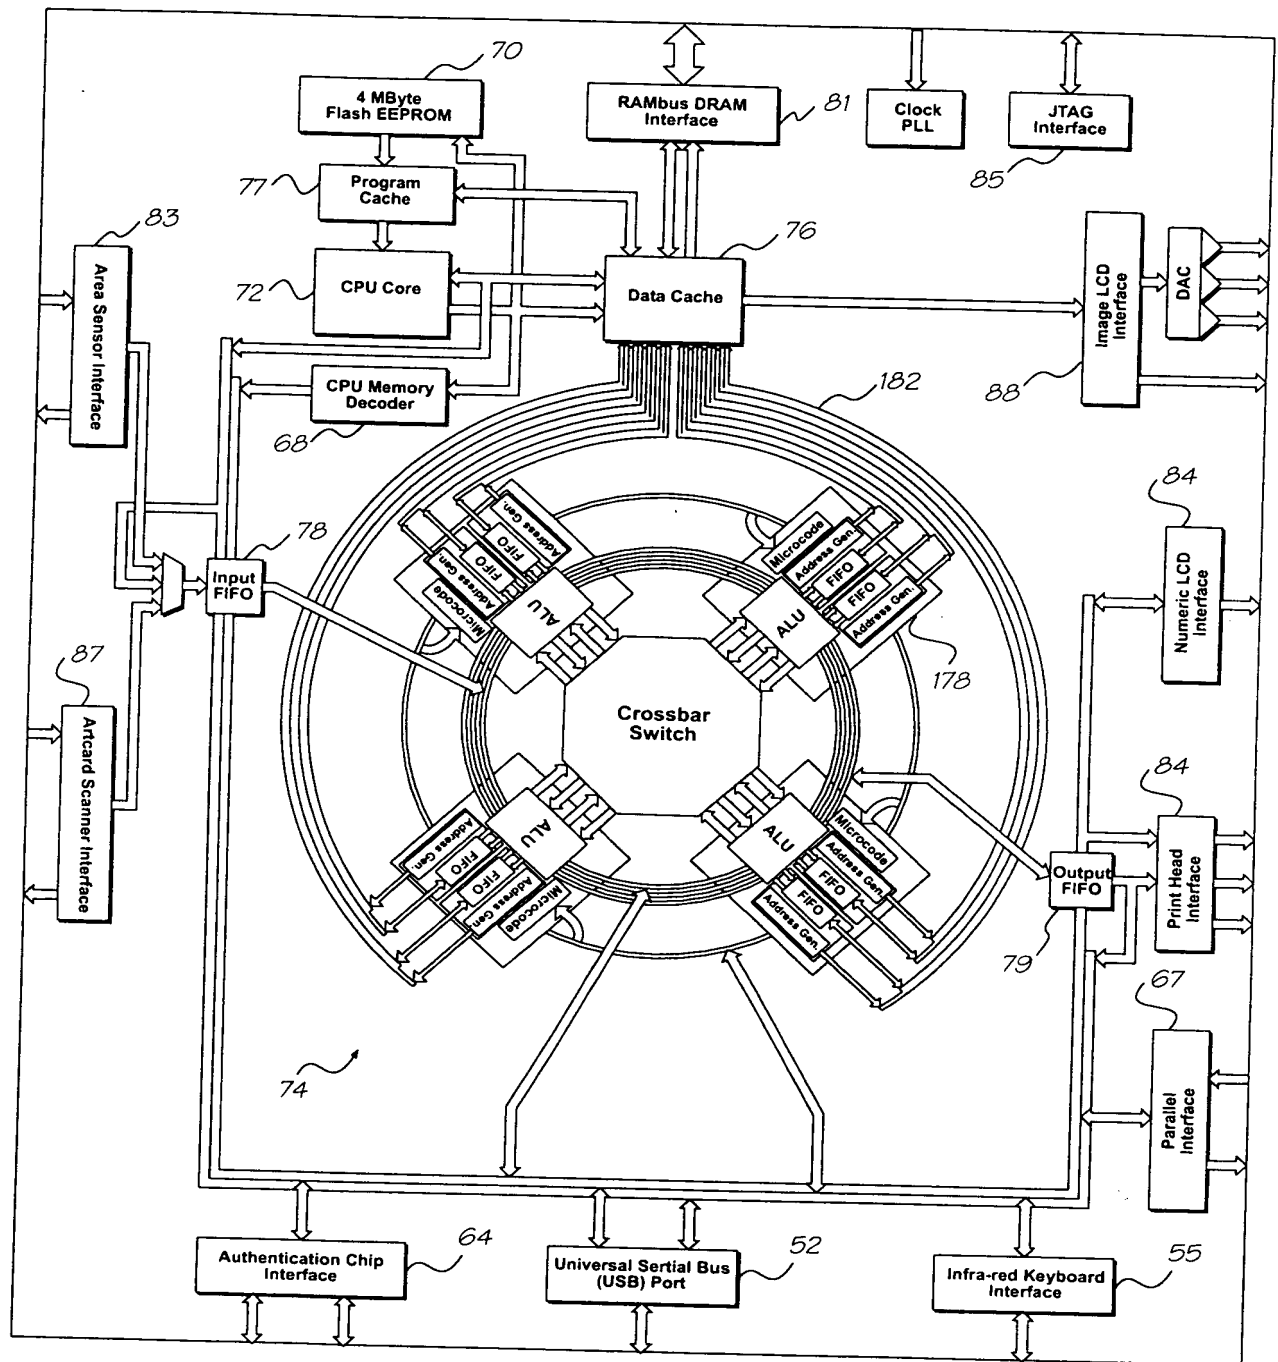 70
4 MByte
Flash EEPROM
RAMbus DRAM
Interface
81
Clock
PLL
JTAG
Interface
85
77
Program
Cache
83
Area Sensor Interface
72
CPU Core
76
Data Cache
Image LCD
Interface
88
DAC
CPU Memory
Decoder
68
182
78
Input
FIFO
Address Gen.
FIFO
FIFO
Address Gen.
Microcode
ALU
Microcode
Address Gen.
FIFO
FIFO
Address Gen.
ALU
178
84
Numeric LCD
Interface
87
Artcard Scanner Interface
Crossbar
Switch
ALU
Address Gen.
FIFO
FIFO
Address Gen.
Microcode
ALU
Microcode
Address Gen.
FIFO
FIFO
Address Gen.
84
Print Head
Interface
Output
FIFO
79
67
Parallel
Interface
74
Authentication Chip
Interface
64
Universal Sertial Bus
(USB) Port
52
Infra-red Keyboard
Interface
55